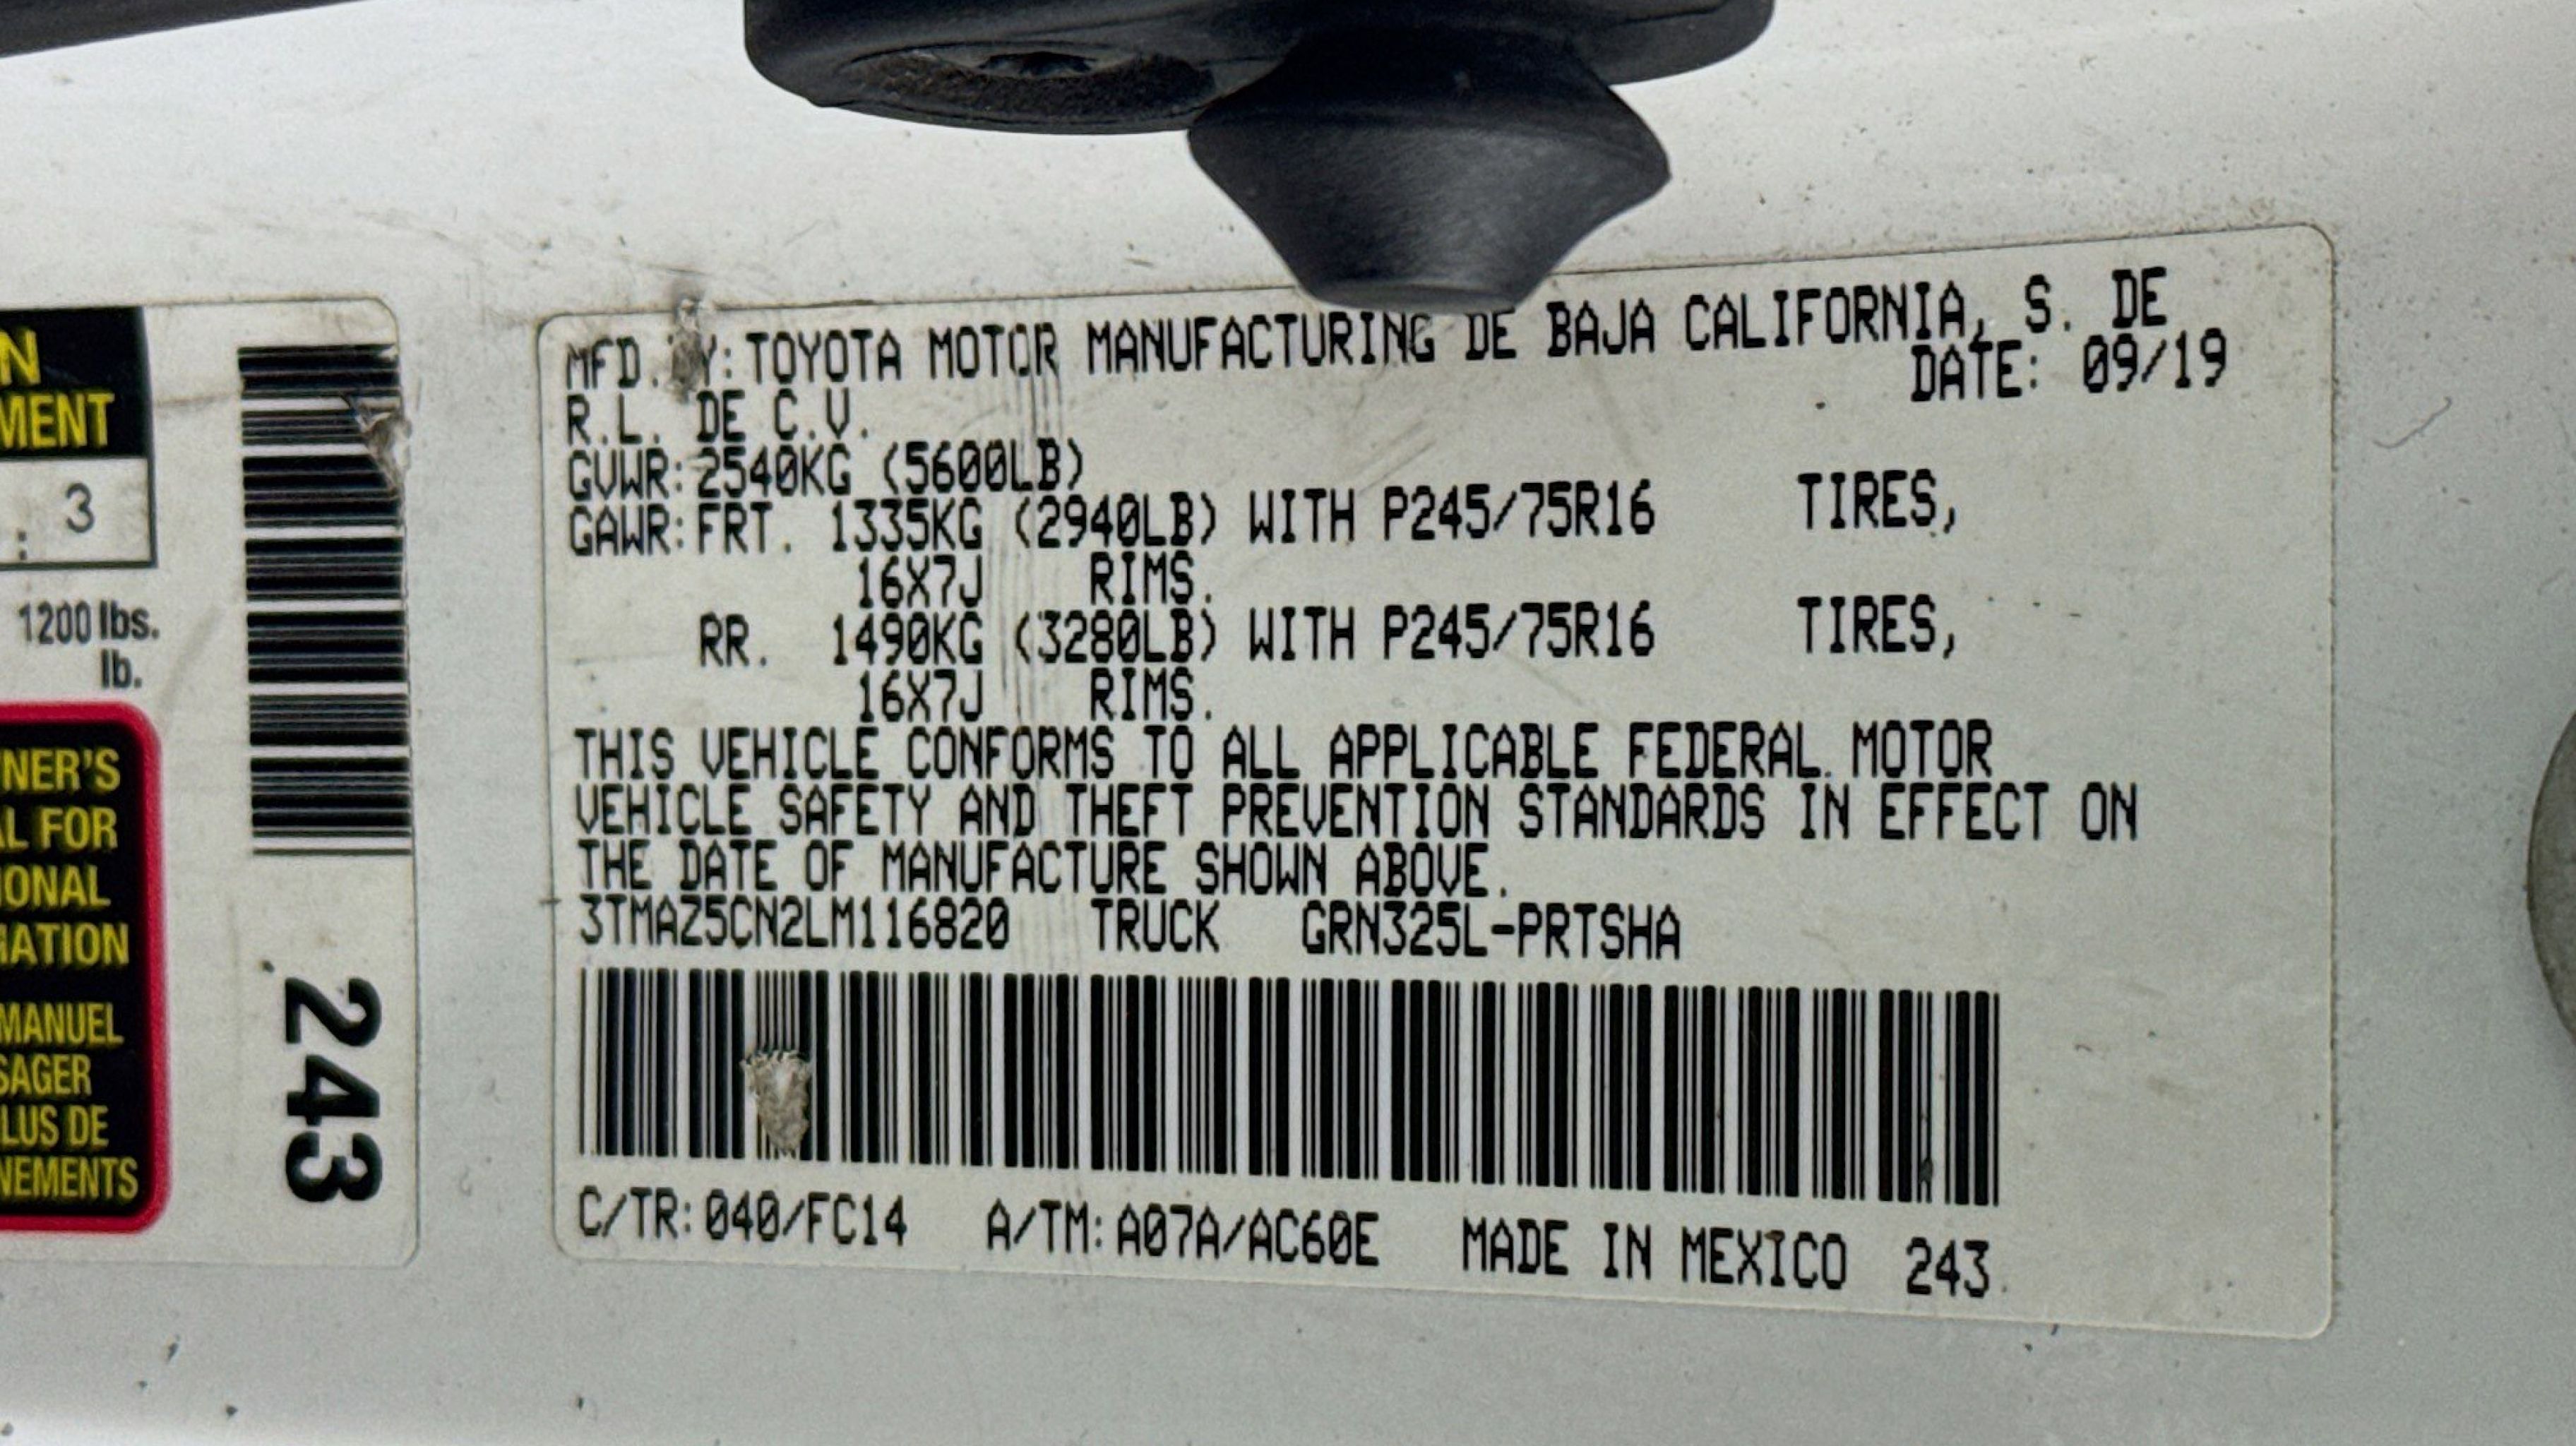 N
MENT
: 3
1200 lbs.
lb.
NER'S
L FOR
IONAL
MATION
MANUEL
SAGER
LUS DE
NEMENTS
243
MFD. Y: TOYOTA MOTOR MANUFACTURING DE BAJA CALIFORNIA, S. DE
R.L. DE C.V. DATE: 09/19
GVWR: 2540KG (5600LB)
GAWR: FRT. 1335KG (2940LB) WITH P245/75R16 TIRES,
16X7J RIMS.
RR. 1490KG (3280LB) WITH P245/75R16 TIRES,
16X7J RIMS.
THIS VEHICLE CONFORMS TO ALL APPLICABLE FEDERAL MOTOR
VEHICLE SAFETY AND THEFT PREVENTION STANDARDS IN EFFECT ON
THE DATE OF MANUFACTURE SHOWN ABOVE.
3TMAZ5CN2LM116820 TRUCK GRN325L-PRTSHA
C/TR: 040/FC14 A/TM: A07A/AC60E MADE IN MEXICO 243